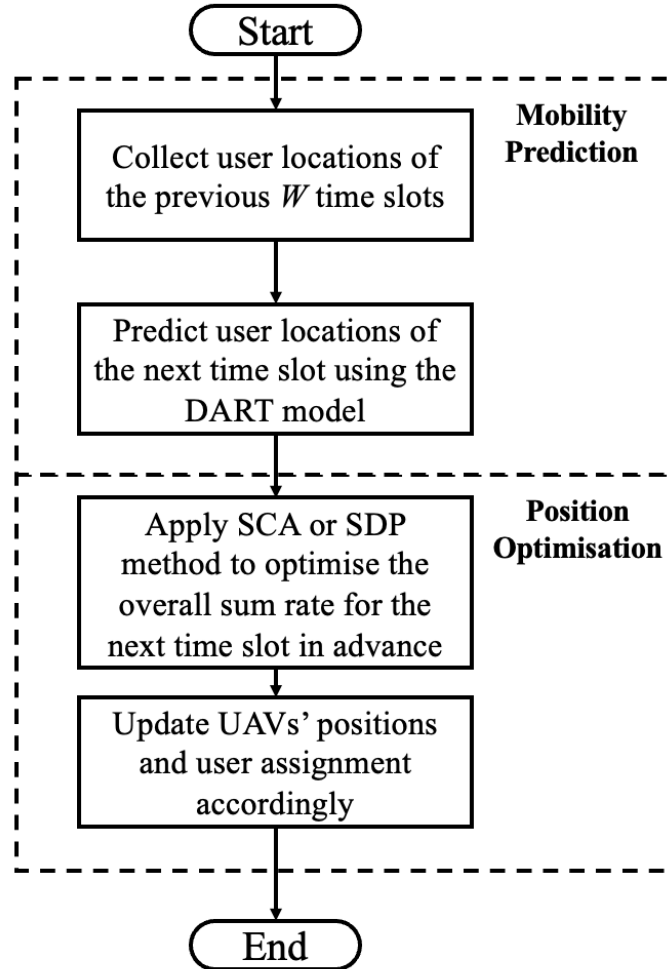 Start
Mobility
Prediction
Collect user locations of
the previous W time slots
Predict user locations of
the next time slot using the
DART model
Position
Optimisation
Apply SCA or SDP
method to optimise the
overall sum rate for the
next time slot in advance
Update UAVs’ positions
and user assignment
accordingly
End